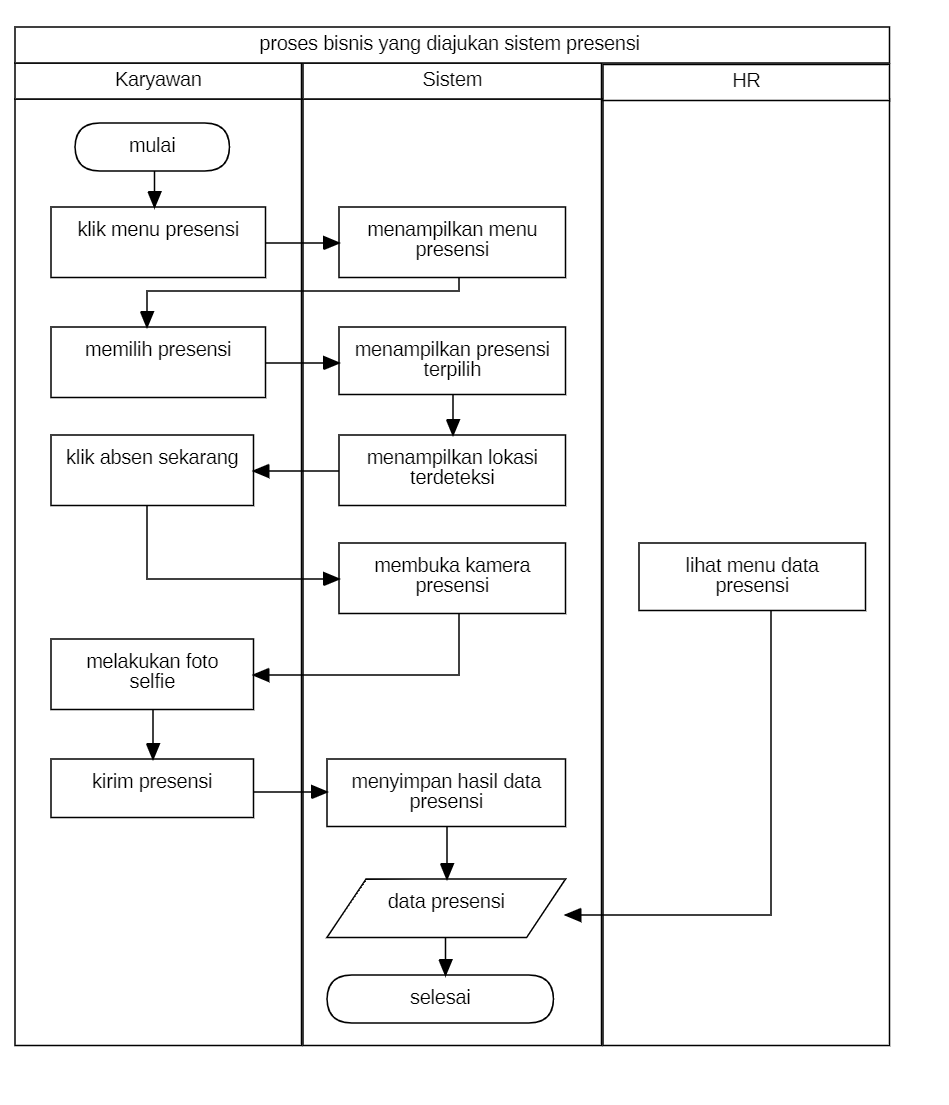 proses bisnis yang diajukan sistem presensi
Karyawan
Sistem
HR
mulai
klik menu presensi
menampilkan menu
presensi
memilih presensi
menampilkan presensi
terpilih
klik absen sekarang
menampilkan lokasi
terdeteksi
membuka kamera
presensi
lihat menu data
presensi
melakukan foto
selfie
kirim presensi
menyimpan hasil data
presensi
data presensi
selesai